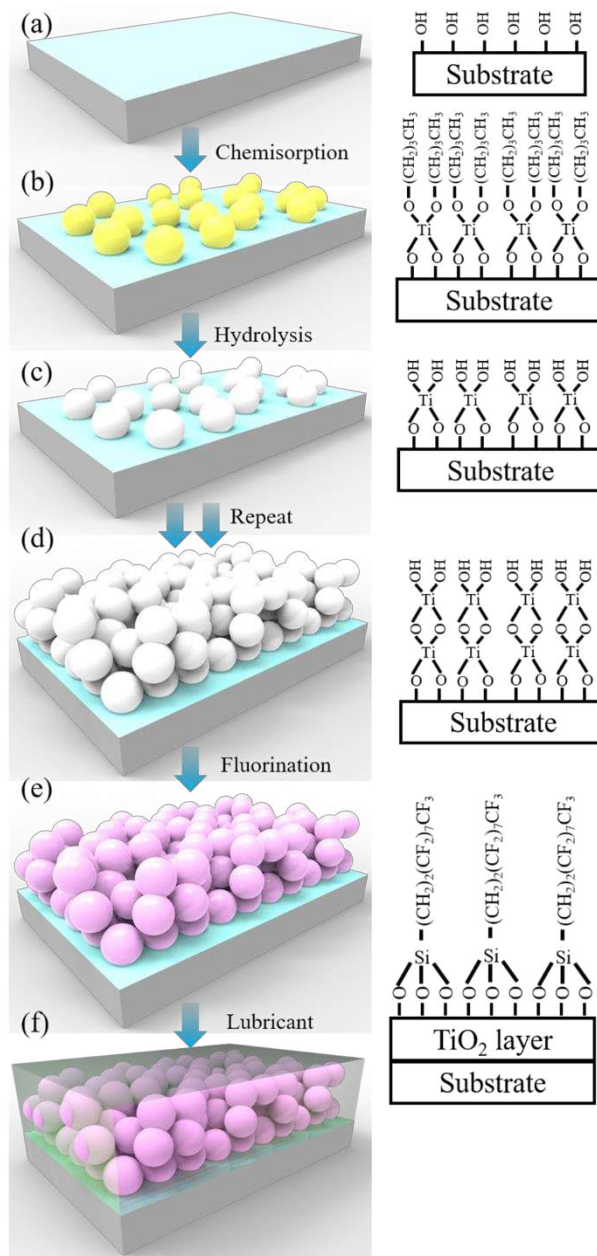 (a)
OH OH OH OH OH OH
Substrate
Chemisorption
(b)
(CH₂)₃CH₃ (CH₂)₃CH₃ (CH₂)₃CH₃ (CH₂)₃CH₃ (CH₂)₃CH₃ (CH₂)₃CH₃ (CH₂)₃CH₃ (CH₂)₃CH₃
O O O O O O O O
Ti Ti Ti Ti
O O O O O O O O
Substrate
Hydrolysis
(c)
OH OH OH OH OH OH OH OH
Ti Ti Ti Ti
O O O O O O O O
Substrate
Repeat
(d)
OH OH OH OH OH OH OH OH
Ti Ti Ti Ti
O O O O O O O O
Ti Ti Ti Ti
O O O O O O O O
Substrate
Fluorination
(e)
(CH₂)₂(CF₂)₇CF₃ (CH₂)₂(CF₂)₇CF₃ (CH₂)₂(CF₂)₇CF₃
Si Si Si
O O O O O O O O O
TiO₂ layer
Substrate
Lubricant
(f)